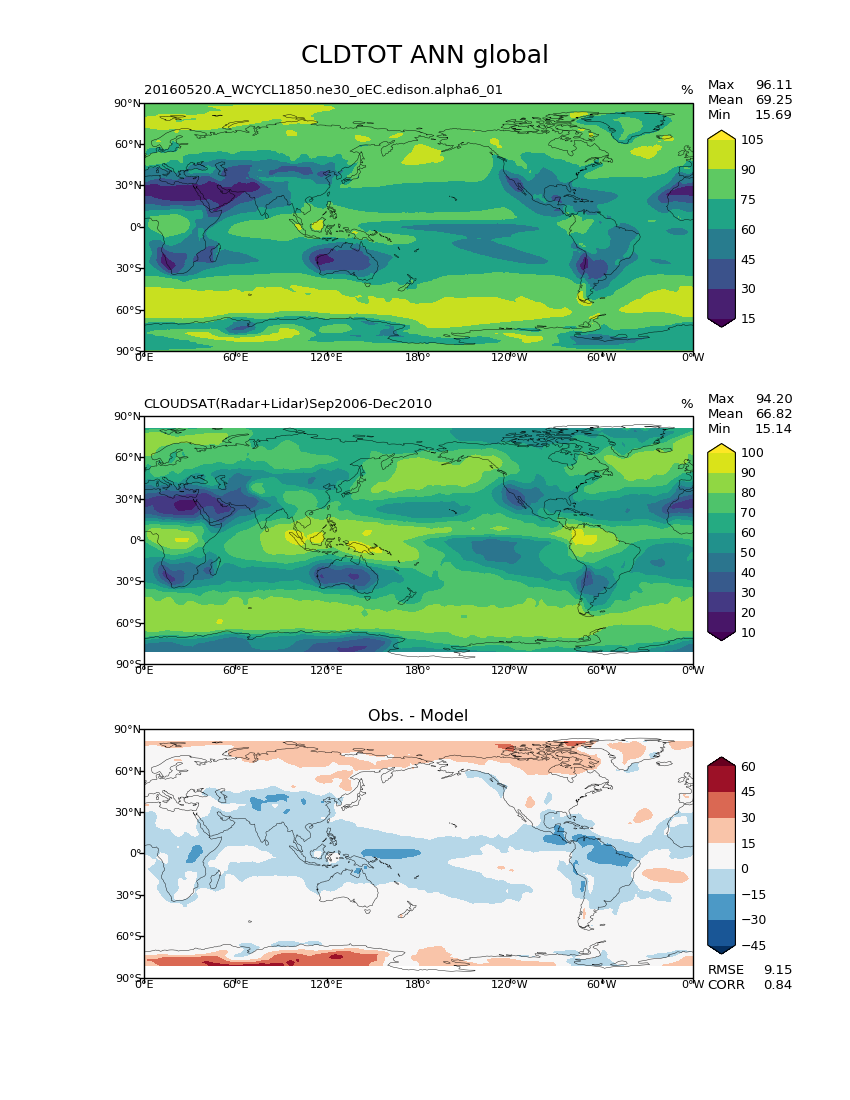 CLDTOT ANN global
20160520.A_WCYCL1850.ne30_oEC.edison.alpha6_01 %
Max 96.11
Mean 69.25
Min 15.69
90°N
60°N
30°N
0°
30°S
60°S
90°S
0°E 60°E 120°E 180° 120°W 60°W 0°W
105
90
75
60
45
30
15
CLOUDSAT(Radar+Lidar)Sep2006-Dec2010 %
Max 94.20
Mean 66.82
Min 15.14
90°N
60°N
30°N
0°
30°S
60°S
90°S
0°E 60°E 120°E 180° 120°W 60°W 0°W
100
90
80
70
60
50
40
30
20
10
Obs. - Model
90°N
60°N
30°N
0°
30°S
60°S
90°S
0°E 60°E 120°E 180° 120°W 60°W 0°W
60
45
30
15
0
−15
−30
−45
RMSE 9.15
CORR 0.84